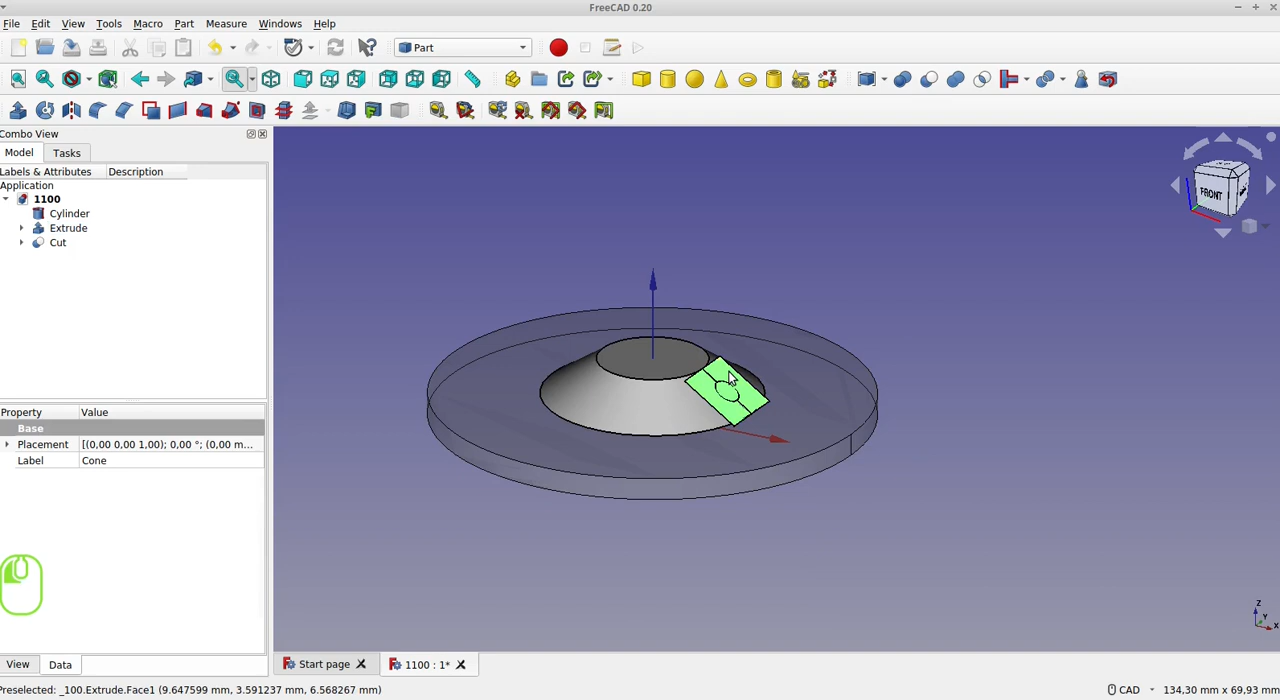 FreeCAD 0.20
File Edit View Tools Macro Part Measure Windows Help
Part
Combo View
Model Tasks
Labels & Attributes Description
Application
1100
Cylinder
Extrude
Cut
Property Value
Base
Placement [(0,00 0,00 1,00); 0,00 °; (0,00 m...
Label Cone
FRONT
Z
Y
X
View Data
Start page 1100 : 1*
Preselected: _100.Extrude.Face1 (9.647599 mm, 3.591237 mm, 6.568267 mm) CAD 134,30 mm x 69,93 mm